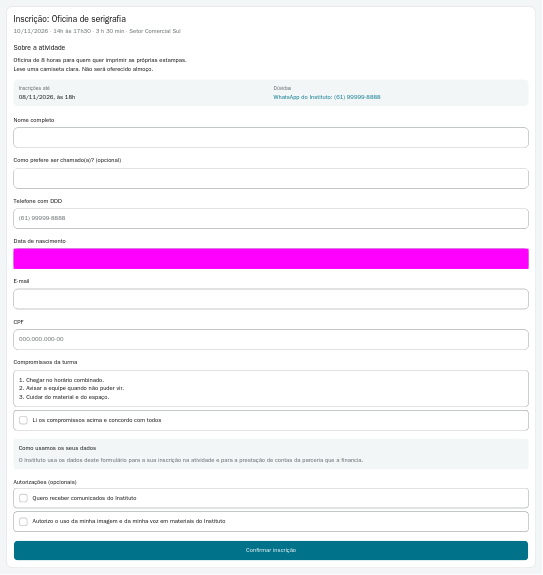 Inscrição: Oficina de serigrafia
10/11/2026 · 14h às 17h30 · 3 h 30 min · Setor Comercial Sul
Sobre a atividade
Oficina de 8 horas para quem quer imprimir as próprias estampas.
Leve uma camiseta clara. Não será oferecido almoço.
Inscrições até
08/11/2026, às 18h
Dúvidas
WhatsApp do Instituto: (61) 99999-8888
Nome completo
Como prefere ser chamado(a)? (opcional)
Telefone com DDD
(61) 99999-8888
Data de nascimento
E-mail
CPF
000.000.000-00
Compromissos da turma
1. Chegar no horário combinado.
2. Avisar a equipe quando não puder vir.
3. Cuidar do material e do espaço.
Li os compromissos acima e concordo com todos
Como usamos os seus dados
O Instituto usa os dados deste formulário para a sua inscrição na atividade e para a prestação de contas da parceria que a financia.
Autorizações (opcionais)
Quero receber comunicados do Instituto
Autorizo o uso da minha imagem e da minha voz em materiais do Instituto
Confirmar inscrição